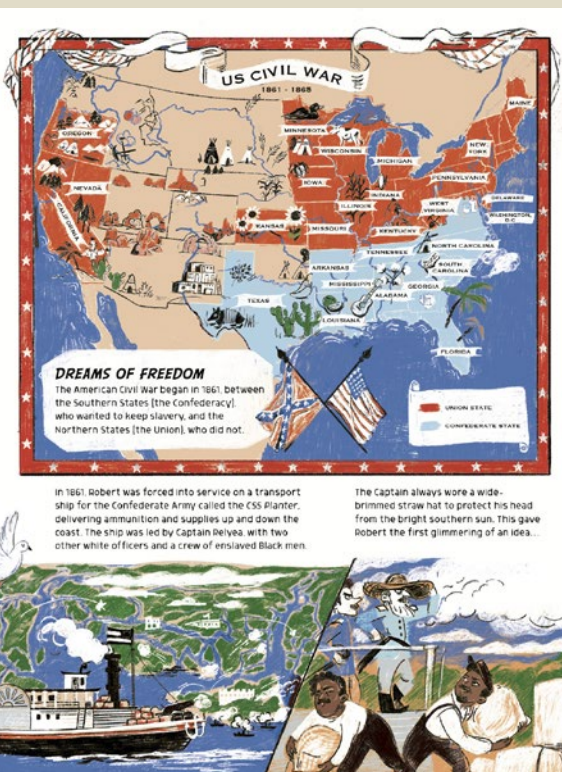 US CIVIL WAR
1861 - 1865
MAINE
OREGON
MINNESOTA
WISCONSIN
MICHIGAN
NEW YORK
NEVADA
IOWA
PENNSYLVANIA
CALIFORNIA
INDIANA
ILLINOIS
WEST VIRGINIA
DELAWARE
WASHINGTON, D.C
KANSAS
MISSOURI
KENTUCKY
TENNESSEE
NORTH CAROLINA
ARKANSAS
SOUTH CAROLINA
MISSISSIPPI
GEORGIA
ALABAMA
TEXAS
LOUISIANA
FLORIDA
DREAMS OF FREEDOM
The American Civil War began in 1861, between
the Southern States (the Confederacy),
who wanted to keep slavery, and the
Northern States (the Union), who did not.
UNION STATE
CONFEDERATE STATE
In 1861, Robert was forced into service on a transport
ship for the Confederate Army called the CSS Planter,
delivering ammunition and supplies up and down the
coast. The ship was led by Captain Relyea, with two
other white officers and a crew of enslaved Black men.
The Captain always wore a wide-
brimmed straw hat to protect his head
from the bright southern sun. This gave
Robert the first glimmering of an idea...